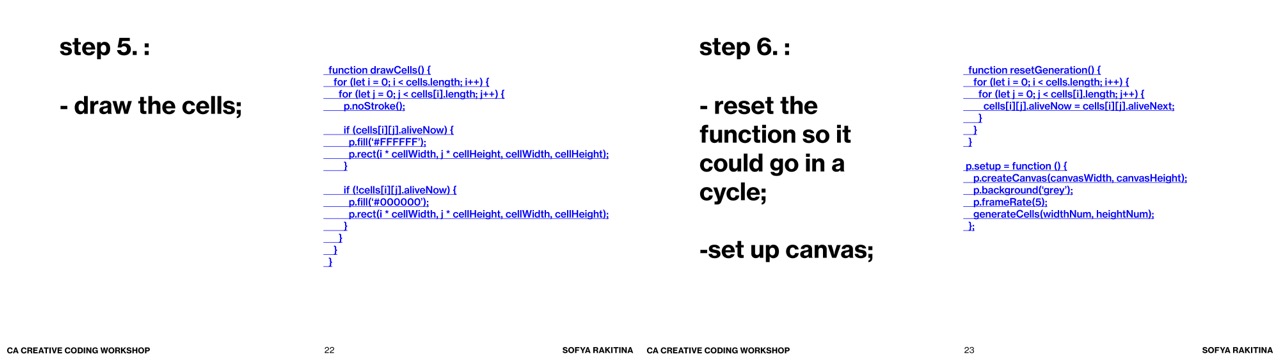 step 5. :
- draw the cells;
function drawCells() {
for (let i = 0; i < cells.length; i++) {
for (let j = 0; j < cells[i].length; j++) {
p.noStroke();
if (cells[i][j].aliveNow) {
p.fill('#FFFFFF');
p.rect(i * cellWidth, j * cellHeight, cellWidth, cellHeight);
}
if (!cells[i][j].aliveNow) {
p.fill('#000000');
p.rect(i * cellWidth, j * cellHeight, cellWidth, cellHeight);
}
}
}
}
CA CREATIVE CODING WORKSHOP
22
SOFYA RAKITINA
step 6. :
- reset the
function so it
could go in a
cycle;
-set up canvas;
function resetGeneration() {
for (let i = 0; i < cells.length; i++) {
for (let j = 0; j < cells[i].length; j++) {
cells[i][j].aliveNow = cells[i][j].aliveNext;
}
}
}
p.setup = function () {
p.createCanvas(canvasWidth, canvasHeight);
p.background('grey');
p.frameRate(5);
generateCells(widthNum, heightNum);
};
CA CREATIVE CODING WORKSHOP
23
SOFYA RAKITINA